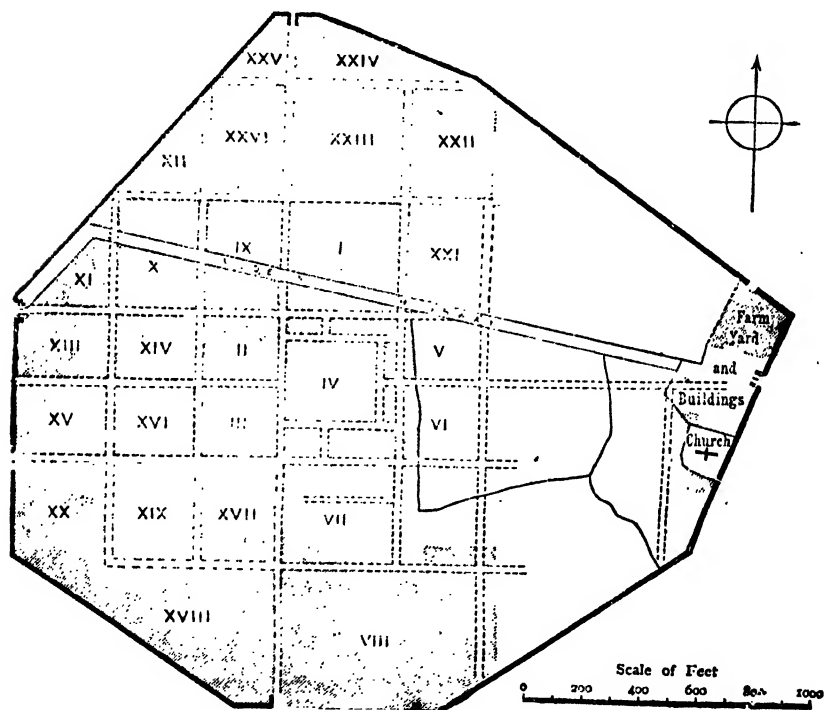 XXV
XXIV
XXVI
XXIII
XXII
XII
IX
I
XXI
X
XI
Farm
Yard
and
Buildings
Church
XIII
XIV
II
IV
V
XV
XVI
III
VI
XX
XIX
XVII
VII
XVIII
VIII
Scale of Feet
0 200 400 600 800 1000